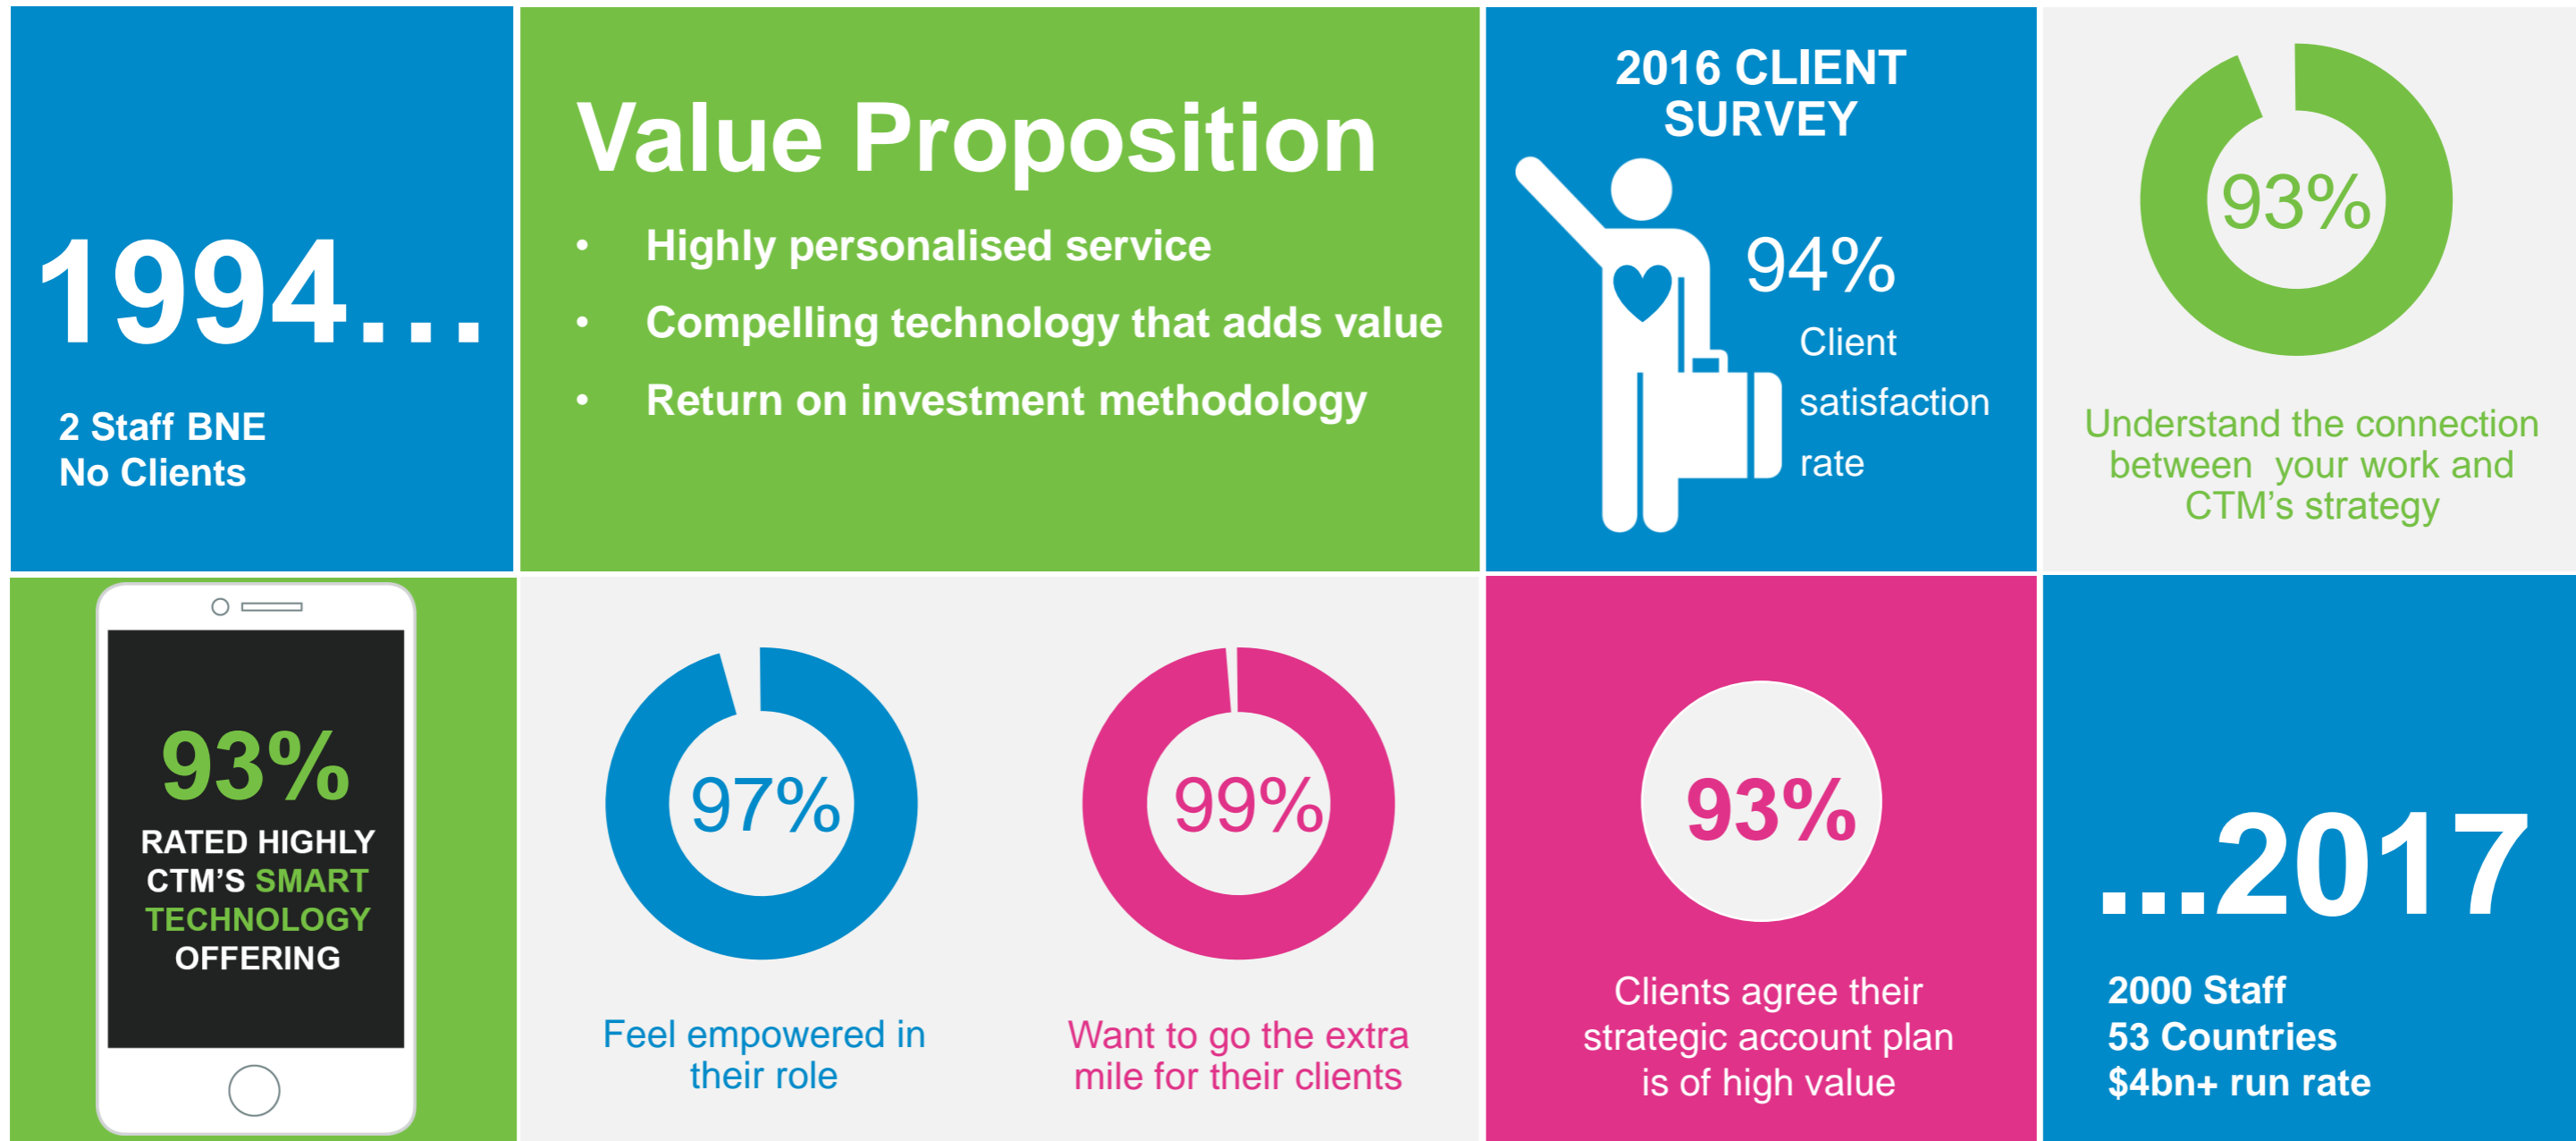 1994...
2 Staff BNE
No Clients
Value Proposition
• Highly personalised service
• Compelling technology that adds value
• Return on investment methodology
2016 CLIENT
SURVEY
94%
Client
satisfaction
rate
93%
Understand the connection
between  your work and
CTM’s strategy
93%
RATED HIGHLY
CTM’S SMART
TECHNOLOGY
OFFERING
97%
Feel empowered in
their role
99%
Want to go the extra
mile for their clients
93%
Clients agree their
strategic account plan
is of high value
...2017
2000 Staff
53 Countries
$4bn+ run rate